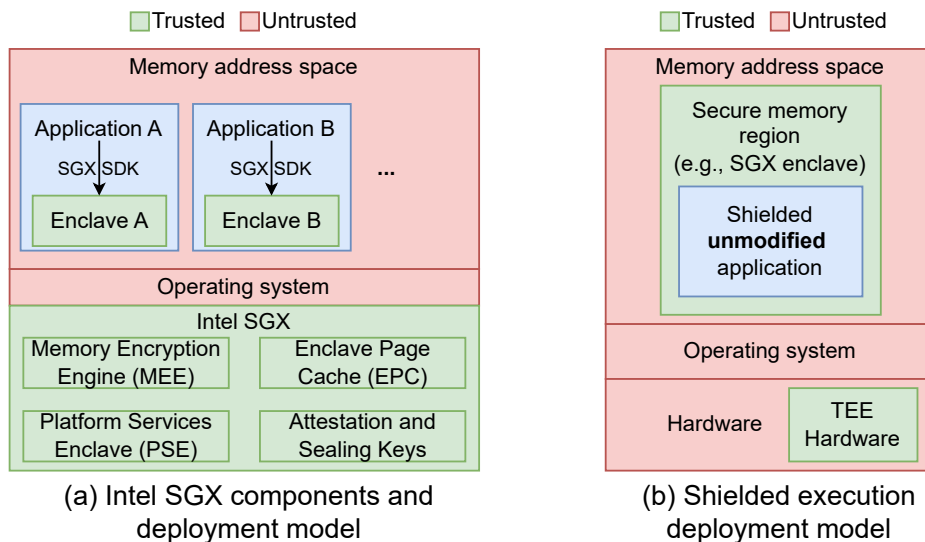 Trusted Untrusted
Memory address space
Application A
SGX SDK
Enclave A
Application B
SGX SDK
Enclave B
...
Operating system
Intel SGX
Memory Encryption
Engine (MEE)
Enclave Page
Cache (EPC)
Platform Services
Enclave (PSE)
Attestation and
Sealing Keys
(a) Intel SGX components and
deployment model
Trusted Untrusted
Memory address space
Secure memory
region
(e.g., SGX enclave)
Shielded
unmodified
application
Operating system
Hardware
TEE
Hardware
(b) Shielded execution
deployment model